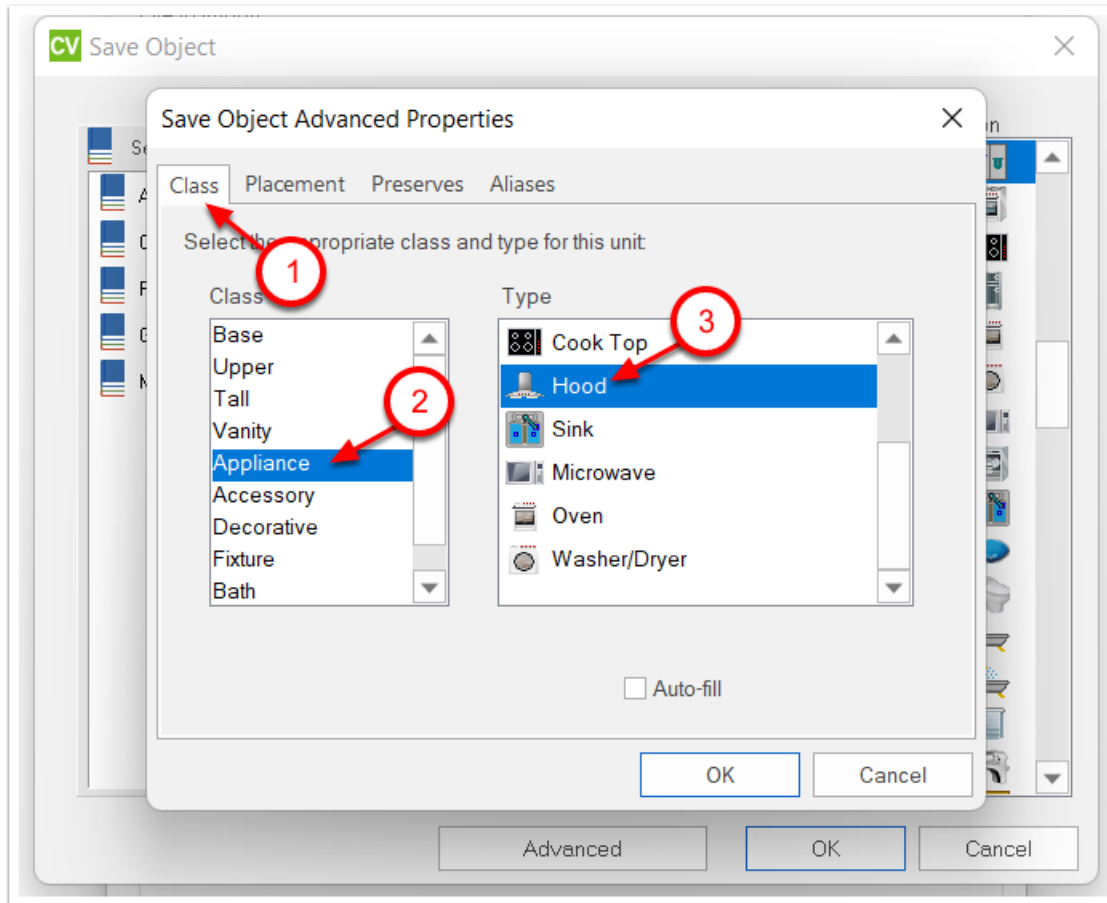 CV Save Object
Save Object Advanced Properties
Class Placement Preserves Aliases
Select the appropriate class and type for this unit:
1
Class
Type
3
Base
Upper
Tall
Vanity
Appliance
Accessory
Decorative
Fixture
Bath
2
Cook Top
Hood
Sink
Microwave
Oven
Washer/Dryer
Auto-fill
OK Cancel
Advanced OK Cancel